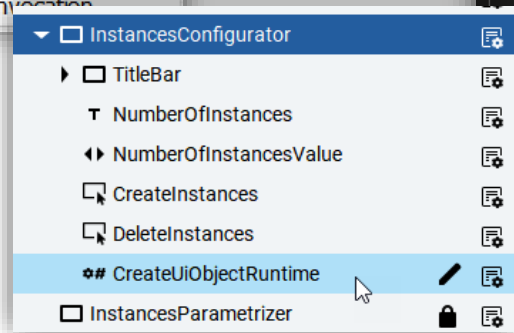 InstancesConfigurator
TitleBar
T NumberOfInstances
NumberOfInstancesValue
CreateInstances
DeleteInstances
# CreateUiObjectRuntime
InstancesParametrizer